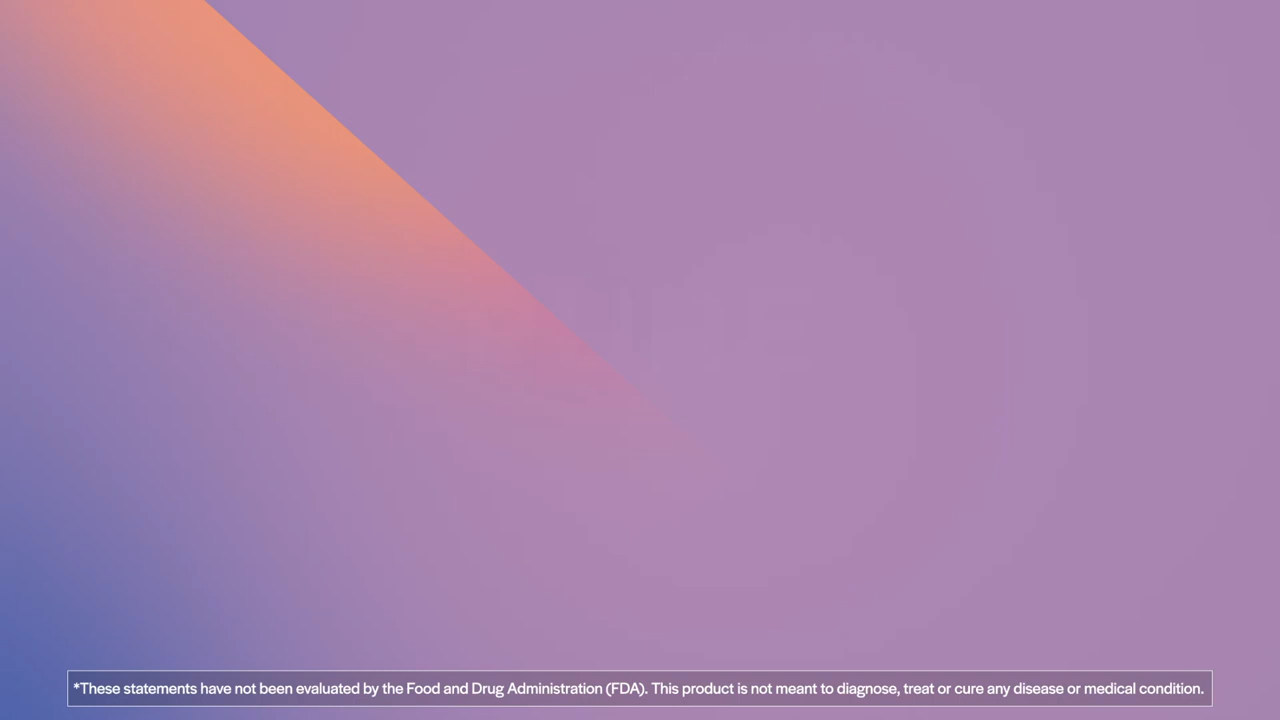 *These statements have not been evaluated by the Food and Drug Administration (FDA). This product is not meant to diagnose, treat or cure any disease or medical condition.